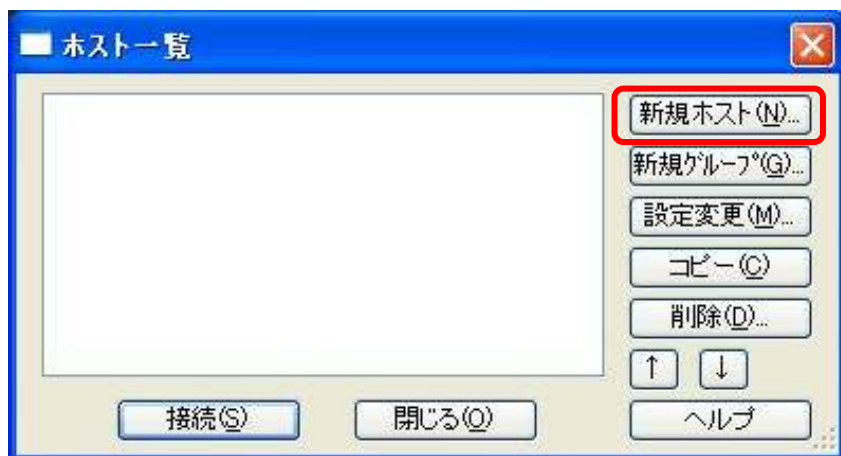 ホスト一覧
新規ホスト(N)...
新規ｸﾞﾙｰﾌﾟ(G)...
設定変更(M)...
コピー(C)
削除(D)...
↑ ↓
接続(S) 閉じる(O) ヘルプ